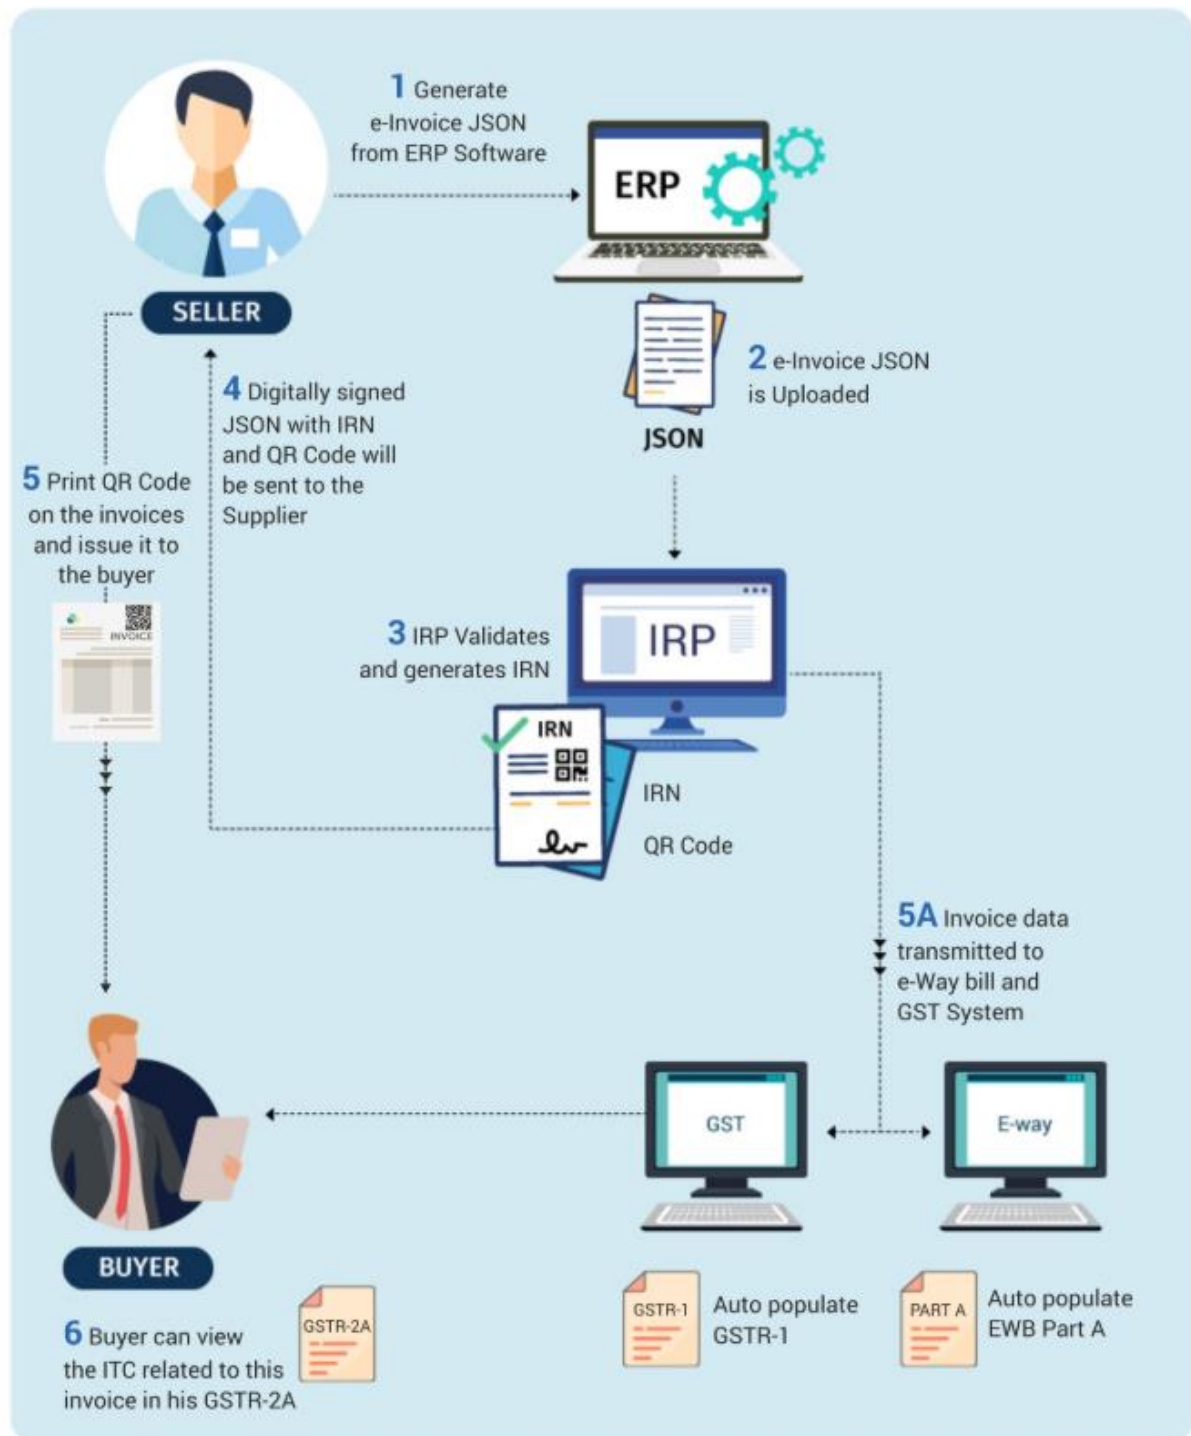 1 Generate
e-Invoice JSON
from ERP Software
ERP
SELLER
2 e-Invoice JSON
is Uploaded
JSON
4 Digitally signed
JSON with IRN
and QR Code will
be sent to the
Supplier
5 Print QR Code
on the invoices
and issue it to
the buyer
INVOICE
3 IRP Validates
and generates IRN
IRP
IRN
IRN
QR Code
5A Invoice data
transmitted to
e-Way bill and
GST System
GST
E-way
BUYER
6 Buyer can view
the ITC related to this
invoice in his GSTR-2A
GSTR-2A
GSTR-1
Auto populate
GSTR-1
PART A
Auto populate
EWB Part A